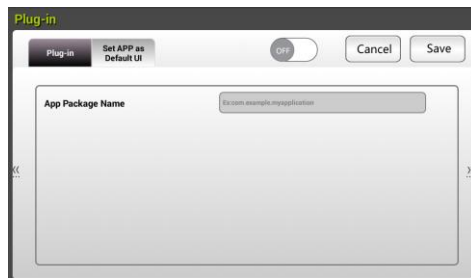 Plug-in
Plug-in
Set APP as
Default UI
OFF
Cancel
Save
App Package Name
Ex:com.example.myapplication
«
»